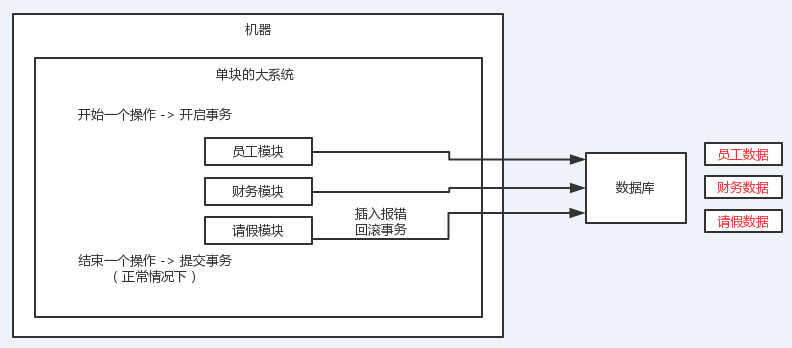 机器
单块的大系统
开始一个操作 -> 开启事务
员工模块
财务模块
请假模块
插入报错
回滚事务
结束一个操作 -> 提交事务
（正常情况下）
数据库
员工数据
财务数据
请假数据